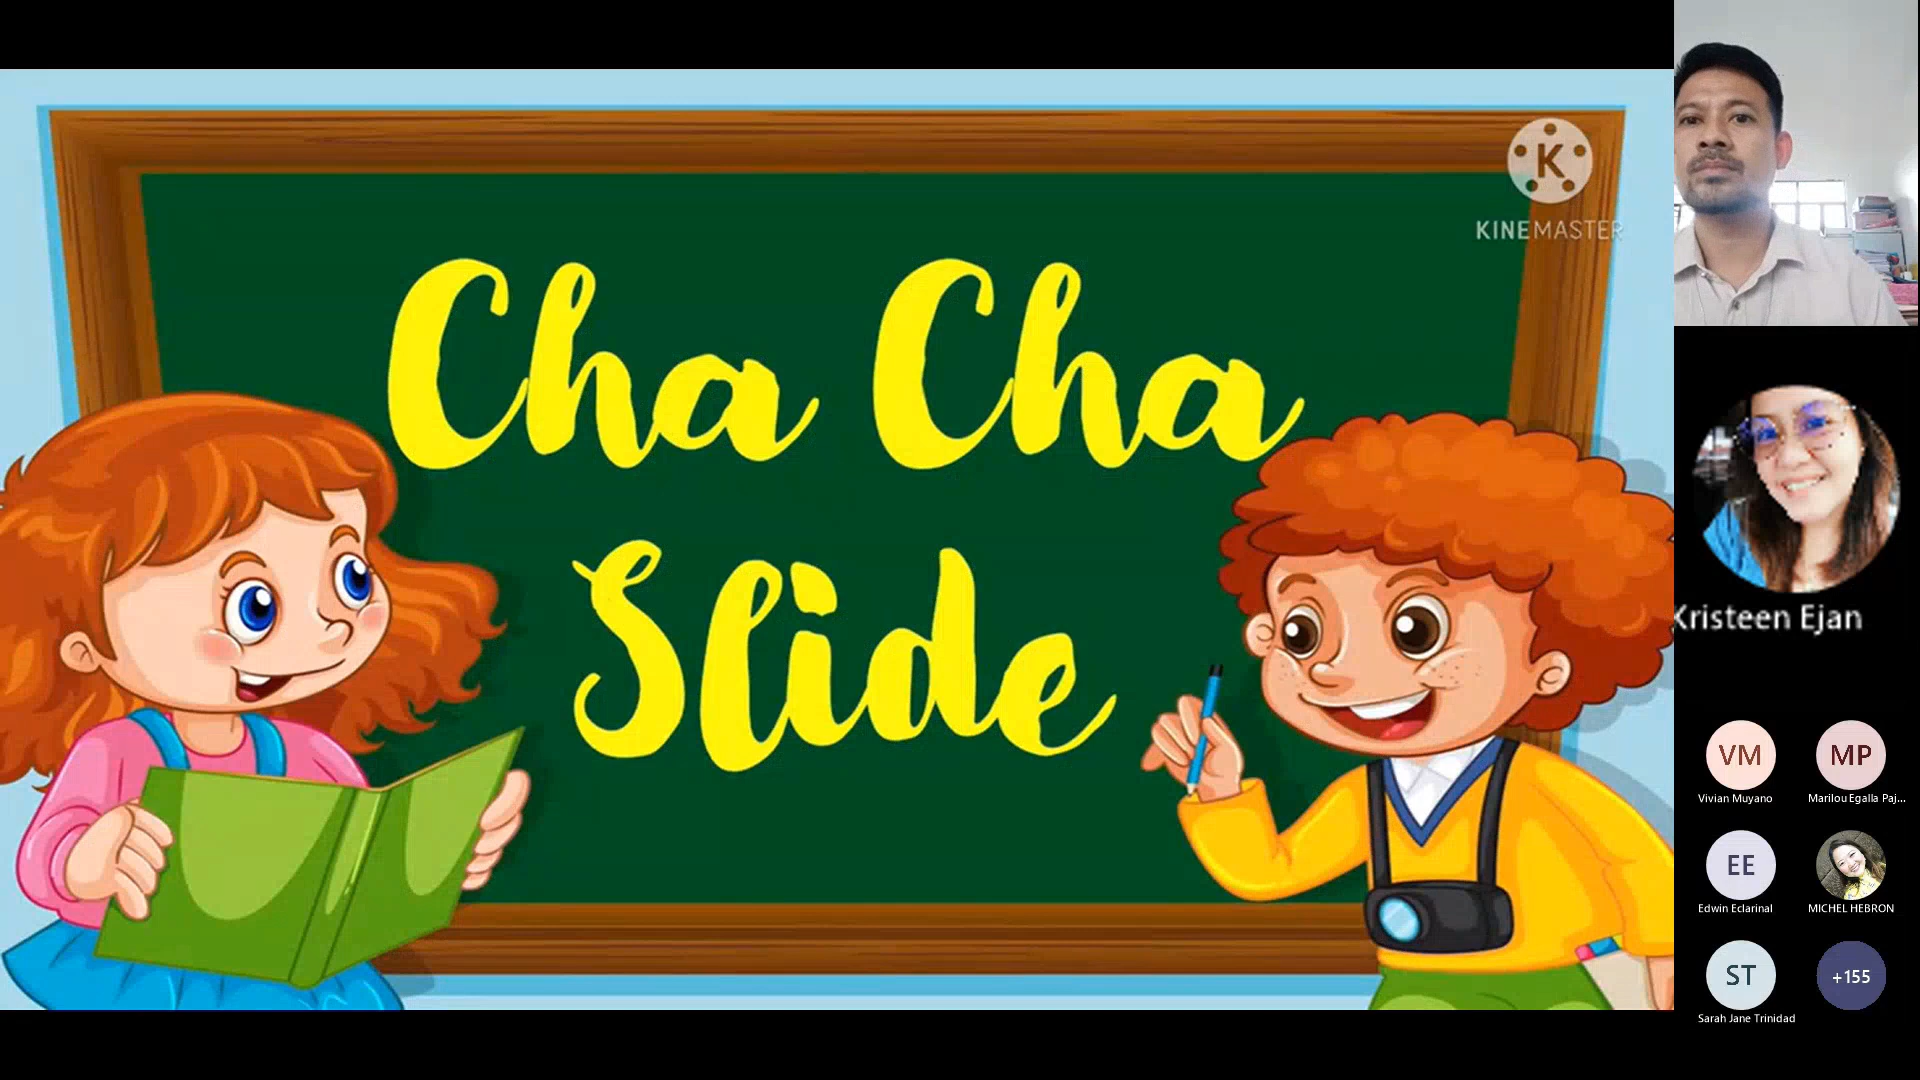 K
KINEMASTER
Cha Cha
Slide
Kristeen Ejan
VM
MP
Vivian Muyano
Marilou Egalla Paj...
EE
Edwin Eclarinal
MICHEL HEBRON
ST
+155
Sarah Jane Trinidad